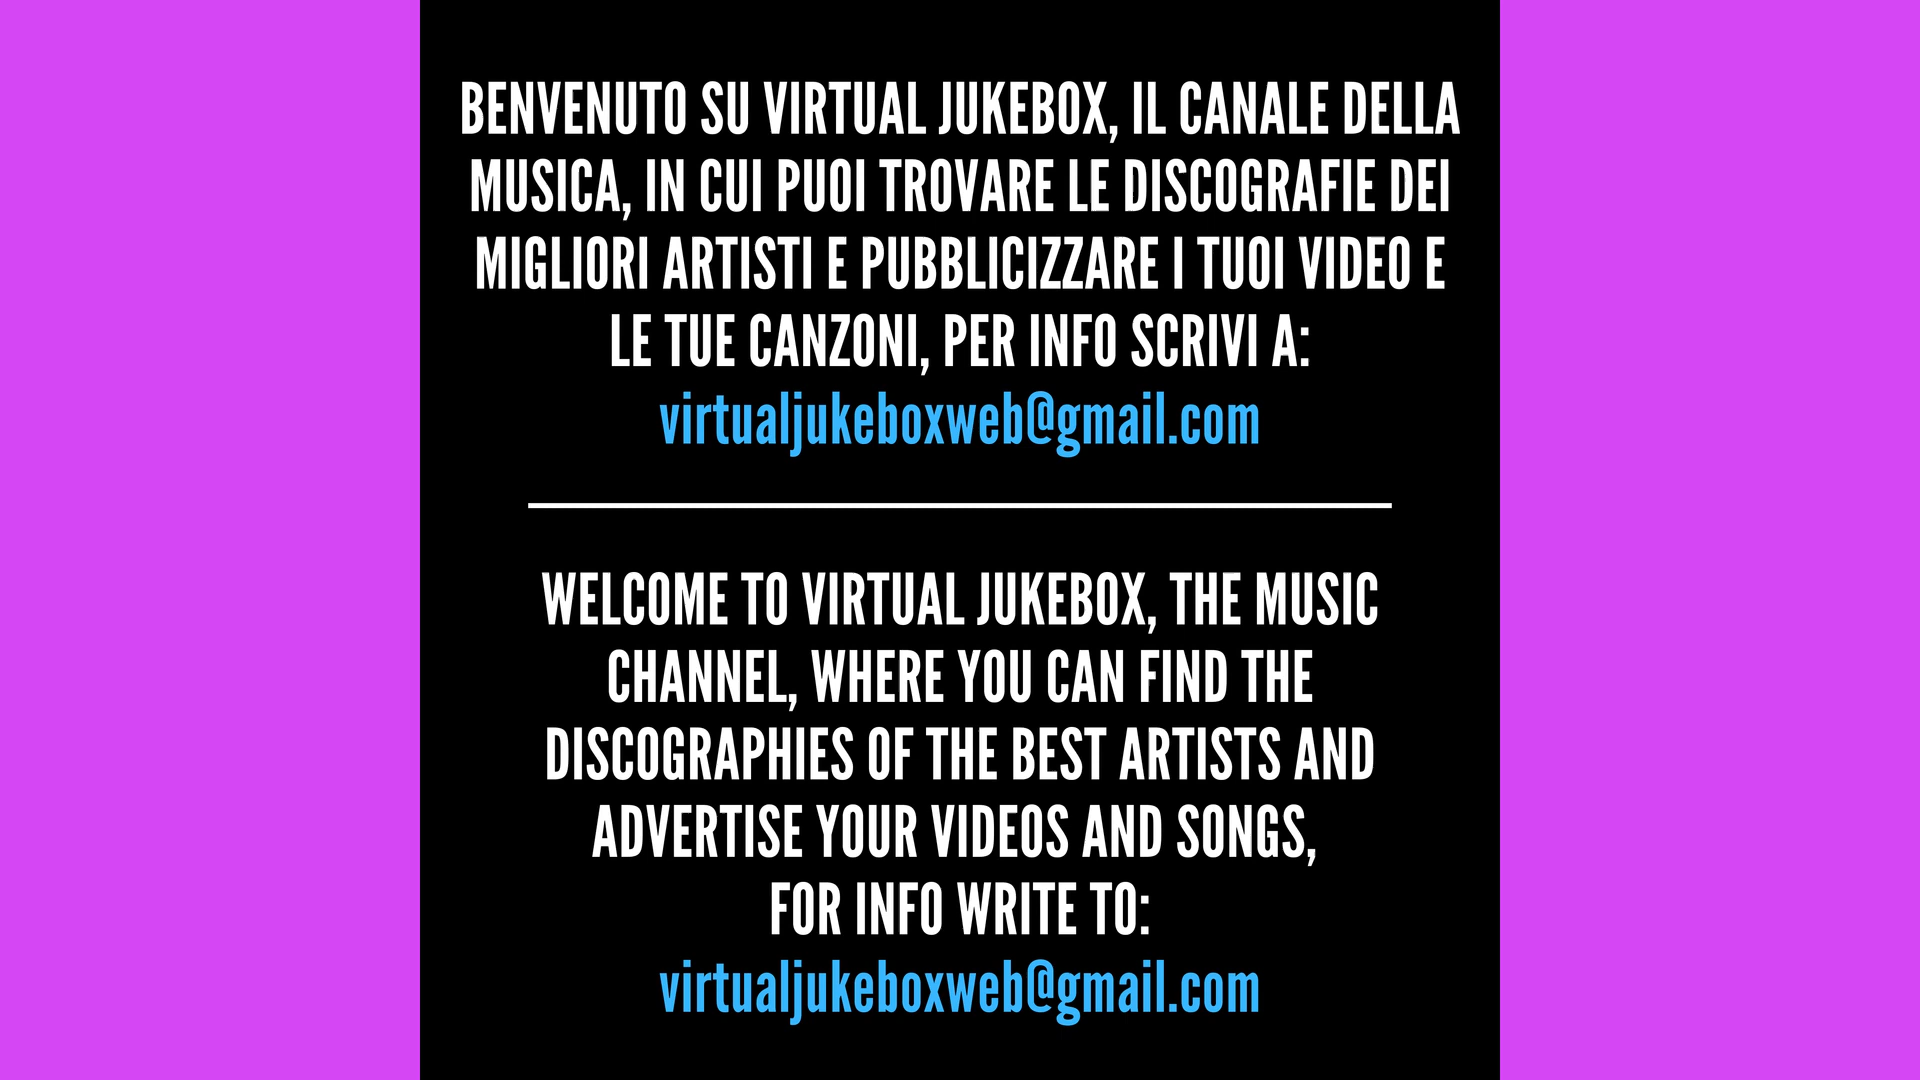 BENVENUTO SU VIRTUAL JUKEBOX, IL CANALE DELLA
MUSICA, IN CUI PUOI TROVARE LE DISCOGRAFIE DEI
MIGLIORI ARTISTI E PUBBLICIZZARE I TUOI VIDEO E
LE TUE CANZONI, PER INFO SCRIVI A:
virtualjukeboxweb@gmail.com
WELCOME TO VIRTUAL JUKEBOX, THE MUSIC
CHANNEL, WHERE YOU CAN FIND THE
DISCOGRAPHIES OF THE BEST ARTISTS AND
ADVERTISE YOUR VIDEOS AND SONGS,
FOR INFO WRITE TO:
virtualjukeboxweb@gmail.com